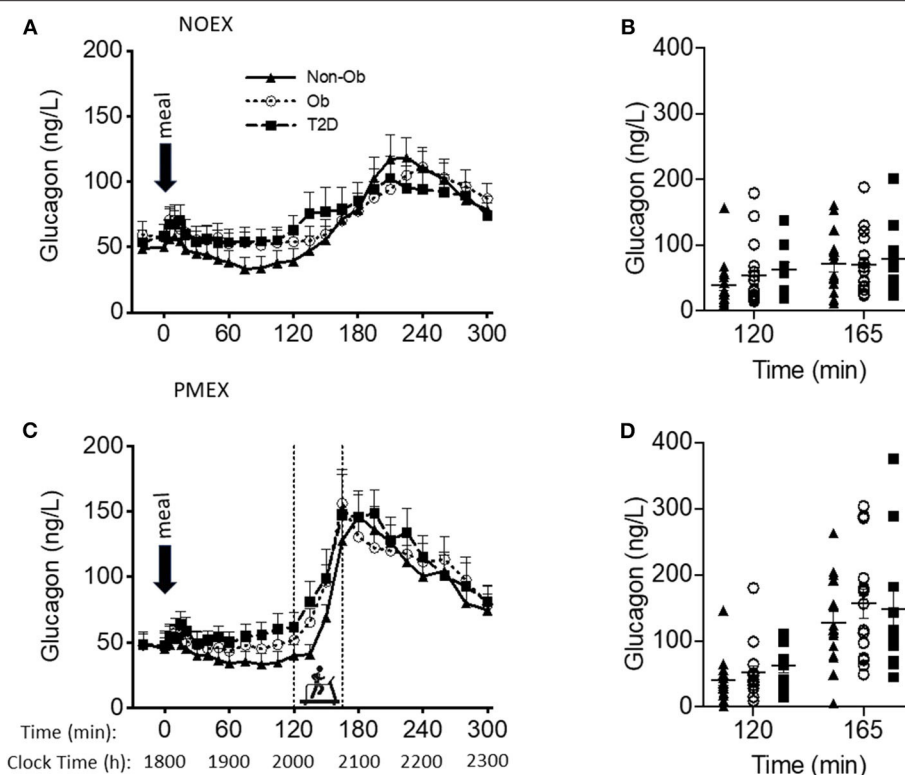 A
NOEX
200
150
100
50
0
Glucagon (ng/L)
meal
Non-Ob
Ob
T2D
0 60 120 180 240 300
B
400
300
200
100
0
Glucagon (ng/L)
120 165
Time (min)
PMEX
C
200
150
100
50
0
Glucagon (ng/L)
meal
Time (min): 0 60 120 180 240 300
Clock Time (h): 1800 1900 2000 2100 2200 2300
D
400
300
200
100
0
Glucagon (ng/L)
120 165
Time (min)